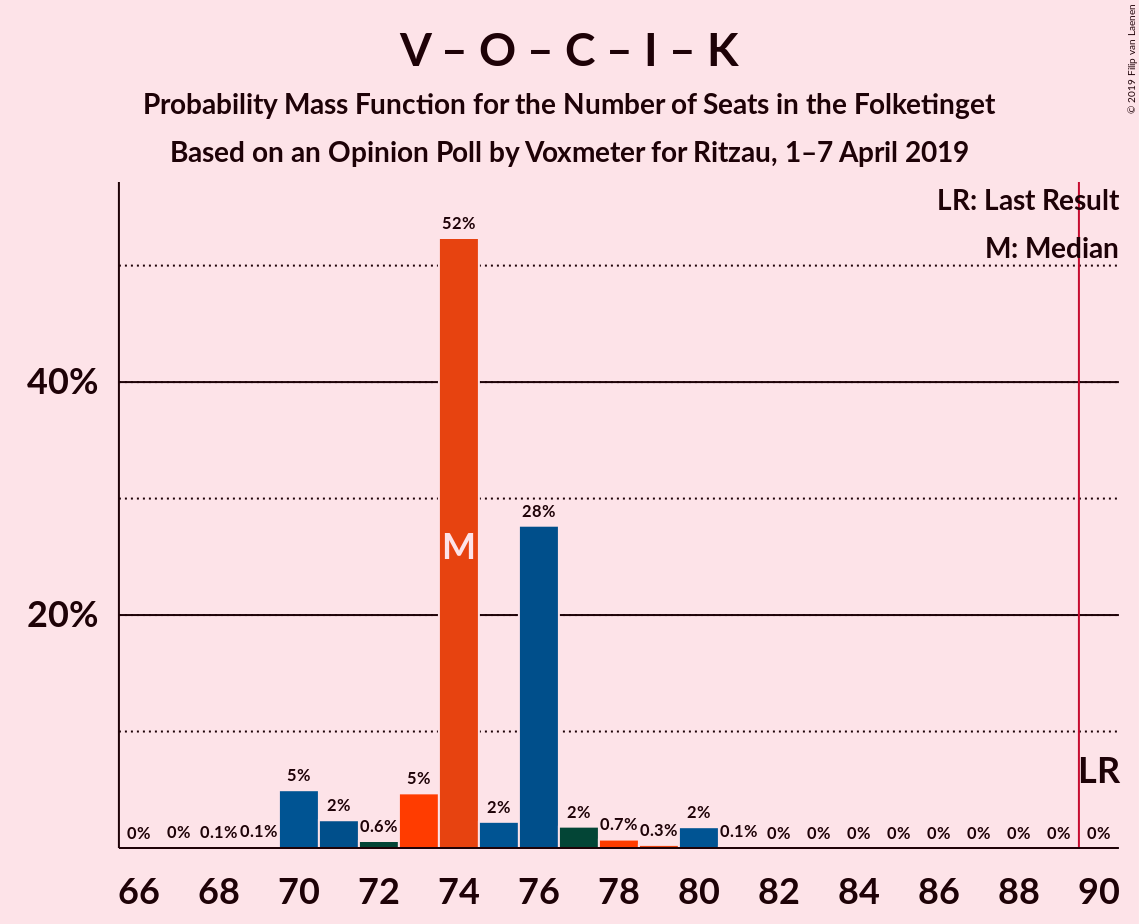 V – O – C – I – K
Probability Mass Function for the Number of Seats in the Folketinget
Based on an Opinion Poll by Voxmeter for Ritzau, 1–7 April 2019
© 2019 Filip van Laenen
LR: Last Result
M: Median
52%
40%
28%
M
20%
LR
5% 2% 0.6% 5% 2% 2% 0.7% 0.3% 2%
0% 0% 0.1% 0.1% 0.1% 0% 0% 0% 0% 0% 0% 0% 0% 0%
66 68 70 72 74 76 78 80 82 84 86 88 90